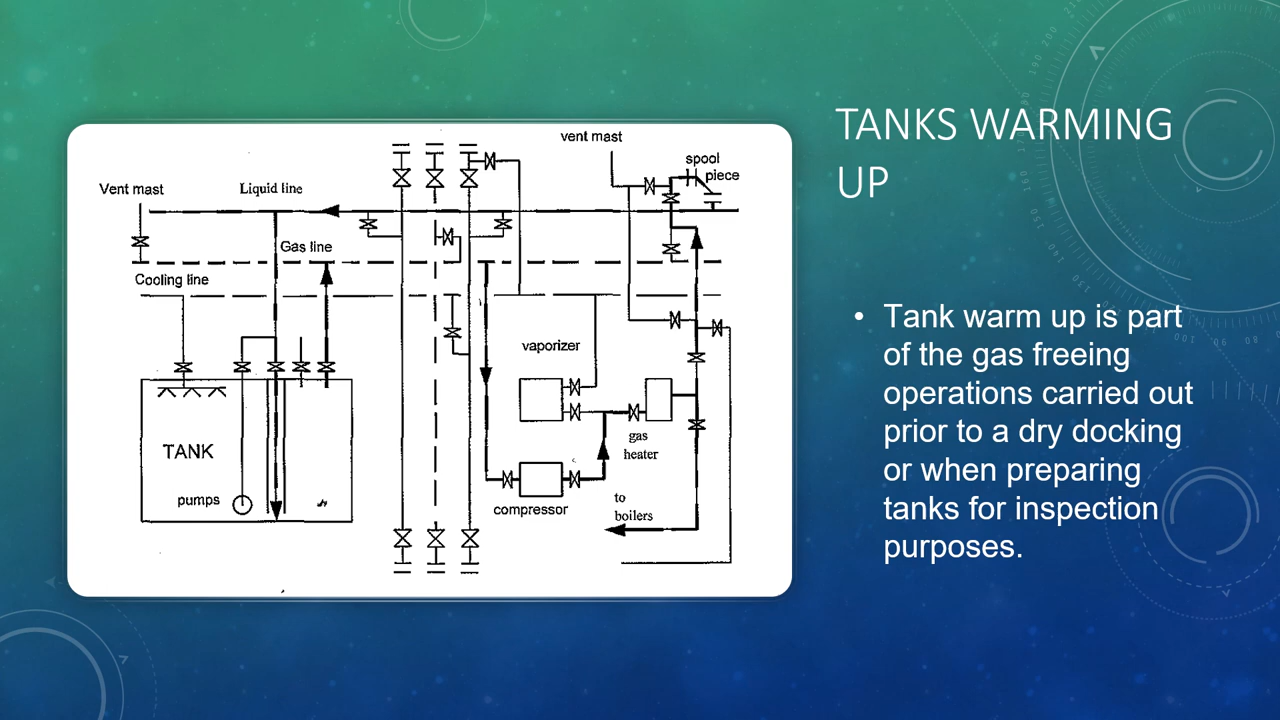 TANKS WARMING
UP
vent mast
spool
piece
Vent mast
Liquid line
Gas line
Cooling line
vaporizer
TANK
gas
heater
pumps
to
boilers
compressor
• Tank warm up is part
of the gas freeing
operations carried out
prior to a dry docking
or when preparing
tanks for inspection
purposes.